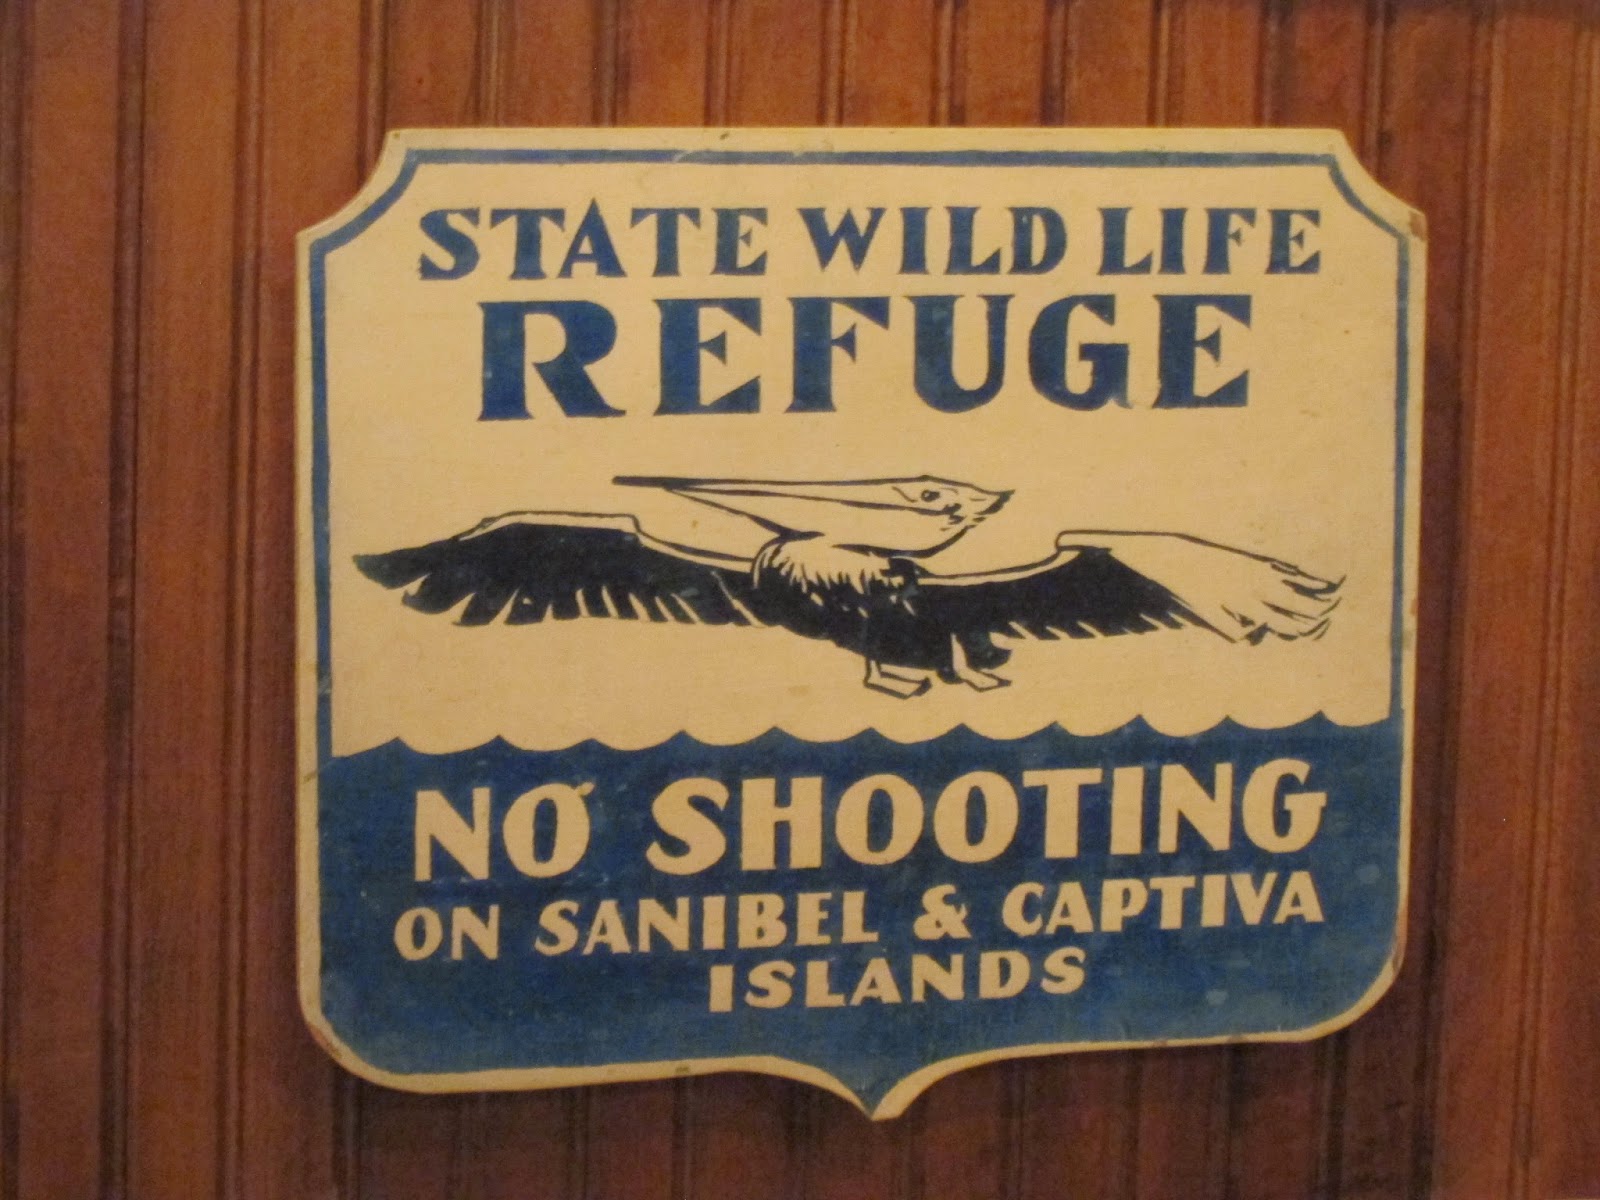 STATE WILD LIFE
REFUGE
NO SHOOTING
ON SANIBEL & CAPTIVA
ISLANDS